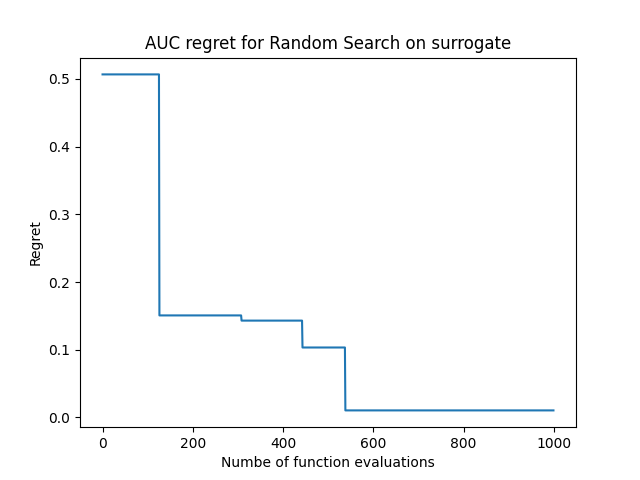 AUC regret for Random Search on surrogate
Regret
0.5
0.4
0.3
0.2
0.1
0.0
0 200 400 600 800 1000
Numbe of function evaluations